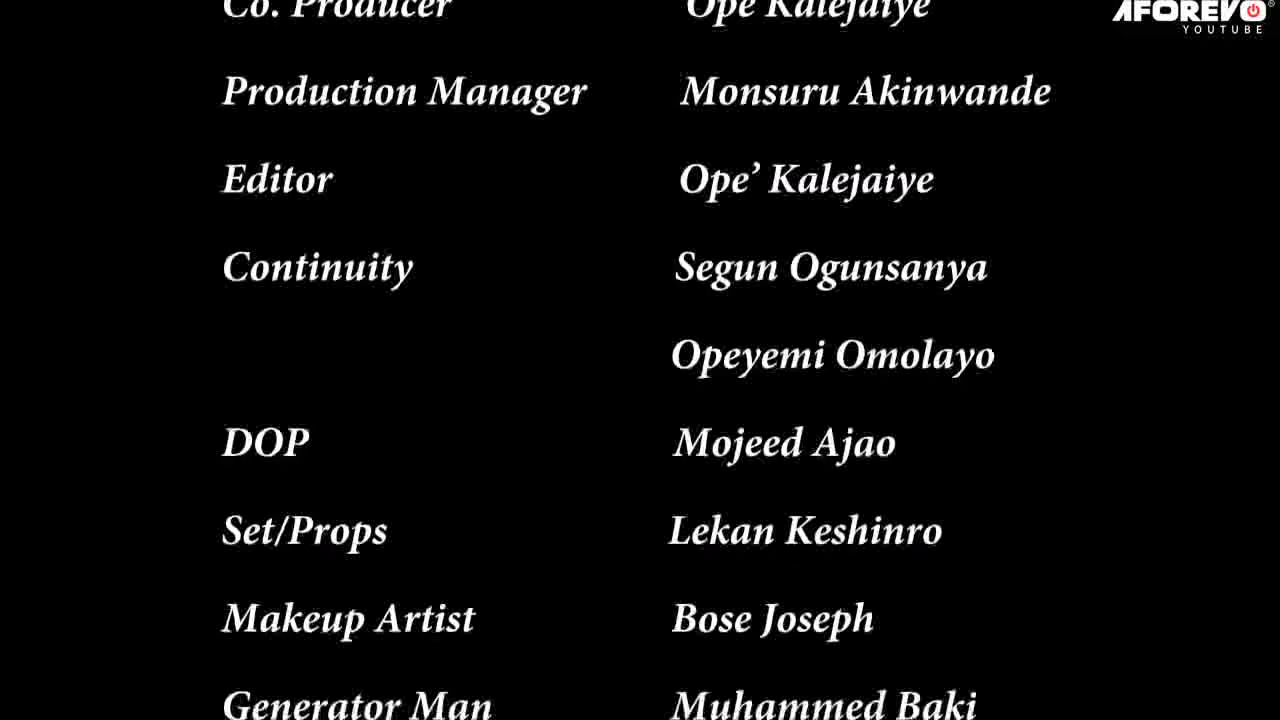 Co. Producer Ope Kalejaiye
AFOREVO
YOUTUBE
Production Manager Monsuru Akinwande
Editor Ope’ Kalejaiye
Continuity Segun Ogunsanya
Opeyemi Omolayo
DOP Mojeed Ajao
Set/Props Lekan Keshinro
Makeup Artist Bose Joseph
Generator Man Muhammed Baki